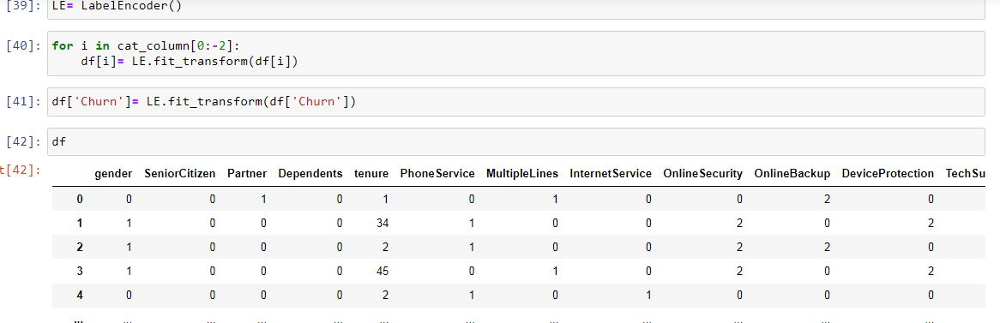 [39]: LE= LabelEncoder()
[40]: for i in cat_column[0:-2]:
df[i]= LE.fit_transform(df[i])
[41]: df['Churn']= LE.fit_transform(df['Churn'])
[42]: df
t[42]:
gender SeniorCitizen Partner Dependents tenure PhoneService MultipleLines InternetService OnlineSecurity OnlineBackup DeviceProtection TechSu
0 0 0 1 0 1 0 1 0 0 2 0
1 1 0 0 0 34 1 0 0 2 0 2
2 1 0 0 0 2 1 0 0 2 2 0
3 1 0 0 0 45 0 1 0 2 0 2
4 0 0 0 0 2 1 0 1 0 0 0
... ... ... ... ... ... ... ... ... ... ... ...